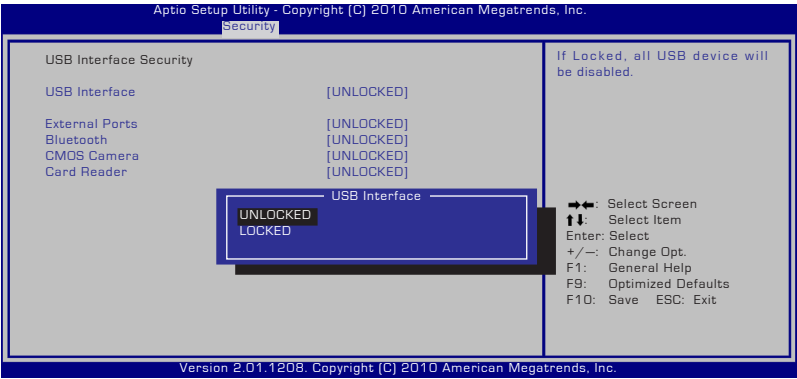 Aptio Setup Utility - Copyright (C) 2010 American Megatrends, Inc.
Security
USB Interface Security
USB Interface [UNLOCKED]
External Ports [UNLOCKED]
Bluetooth [UNLOCKED]
CMOS Camera [UNLOCKED]
Card Reader [UNLOCKED]
USB Interface
UNLOCKED
LOCKED
If Locked, all USB device will
be disabled.
→←: Select Screen
↑↓: Select Item
Enter: Select
+/—: Change Opt.
F1: General Help
F9: Optimized Defaults
F10: Save ESC: Exit
Version 2.01.1208. Copyright (C) 2010 American Megatrends, Inc.